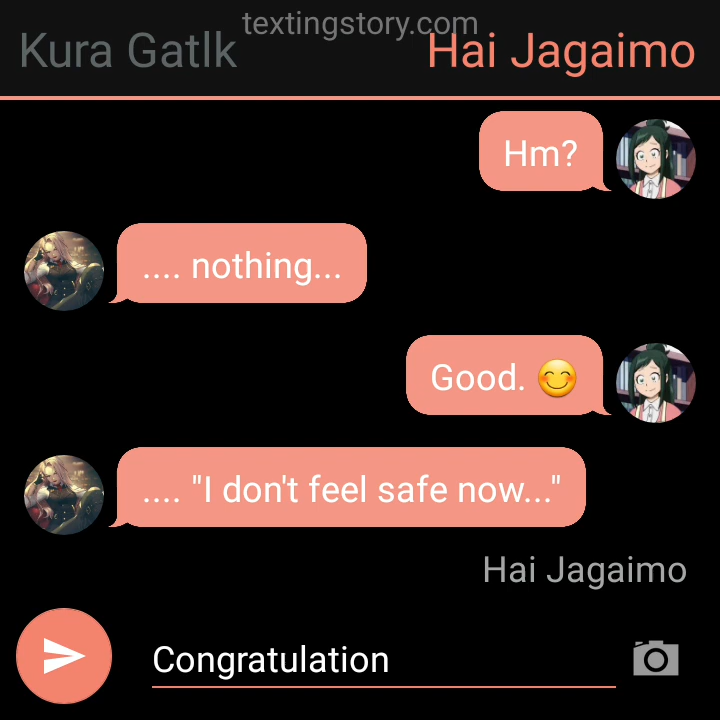 textingstory.com
Kura Gatlk
Hai Jagaimo
Hm?
.... nothing...
Good. 😊
.... "I don't feel safe now..."
Hai Jagaimo
Congratulation